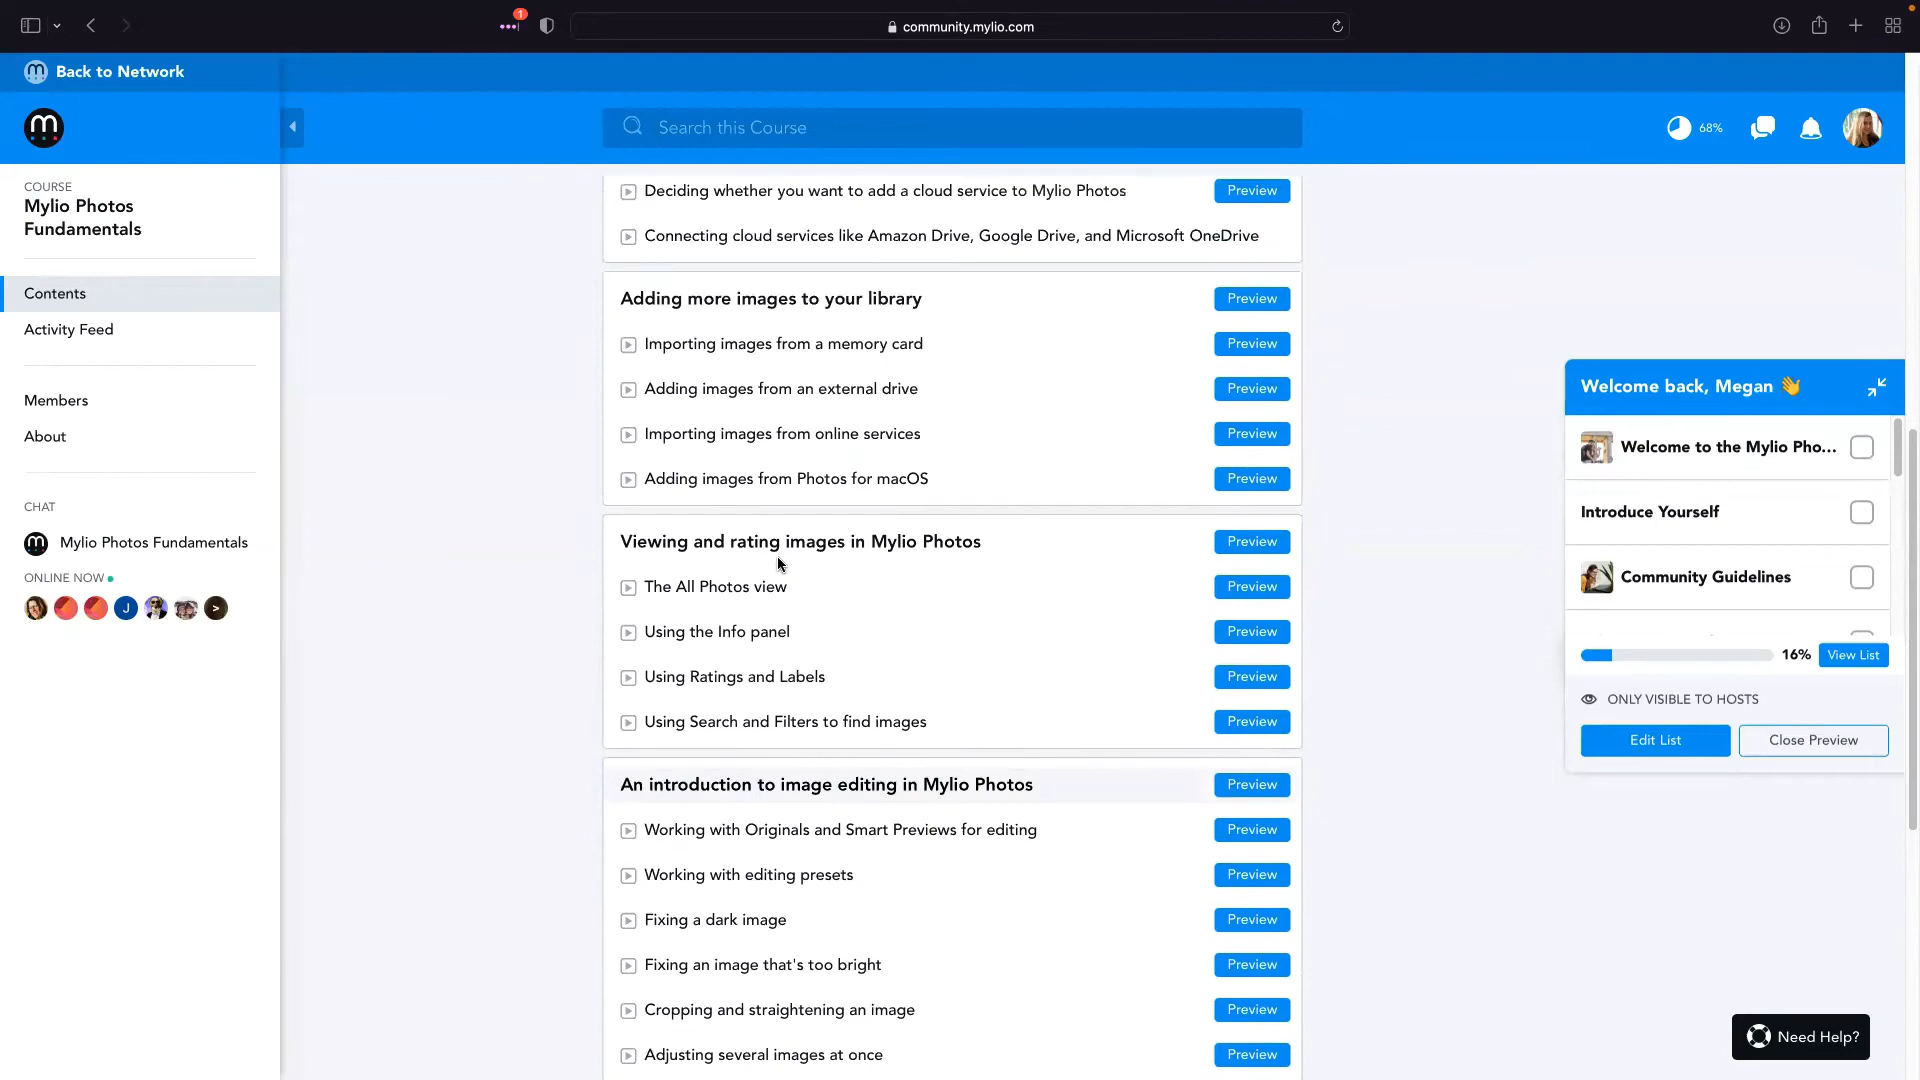 1
community.mylio.com
Back to Network
m
Search this Course
68%
COURSE
Mylio Photos
Fundamentals
Contents
Activity Feed
Members
About
CHAT
m Mylio Photos Fundamentals
ONLINE NOW
J
>
Deciding whether you want to add a cloud service to Mylio Photos Preview
Connecting cloud services like Amazon Drive, Google Drive, and Microsoft OneDrive
Adding more images to your library Preview
Importing images from a memory card Preview
Adding images from an external drive Preview
Importing images from online services Preview
Adding images from Photos for macOS Preview
Viewing and rating images in Mylio Photos Preview
The All Photos view Preview
Using the Info panel Preview
Using Ratings and Labels Preview
Using Search and Filters to find images Preview
An introduction to image editing in Mylio Photos Preview
Working with Originals and Smart Previews for editing Preview
Working with editing presets Preview
Fixing a dark image Preview
Fixing an image that's too bright Preview
Cropping and straightening an image Preview
Adjusting several images at once Preview
Welcome back, Megan 👋
Welcome to the Mylio Pho...
Introduce Yourself
Community Guidelines
16% View List
ONLY VISIBLE TO HOSTS
Edit List Close Preview
Need Help?